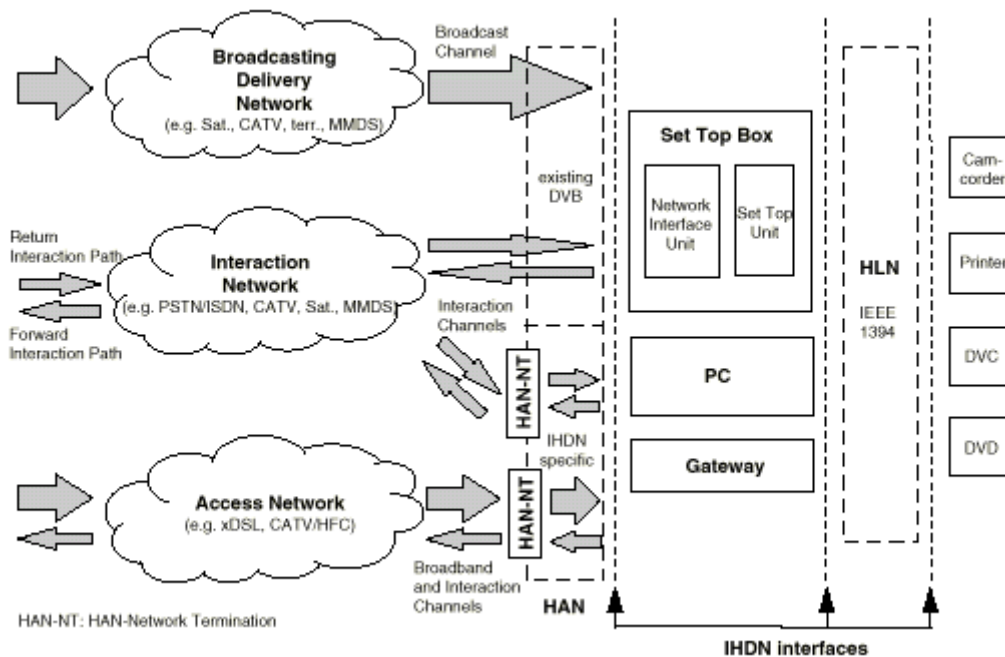 Broadcast
Channel
Broadcasting
Delivery
Network
(e.g. Sat., CATV, terr., MMDS)
Set Top Box
Network
Interface
Unit
Set Top
Unit
existing
DVB
Cam-
corder
Return
Interaction Path
Interaction
Network
(e.g. PSTN/ISDN, CATV, Sat., MMDS)
Forward
Interaction Path
Interaction
Channels
HLN
IEEE
1394
Printer
HAN-NT
PC
DVC
IHDN
specific
Gateway
DVD
Access Network
(e.g. xDSL, CATV/HFC)
HAN-NT
Broadband
and Interaction
Channels
HAN
HAN-NT: HAN-Network Termination
IHDN interfaces